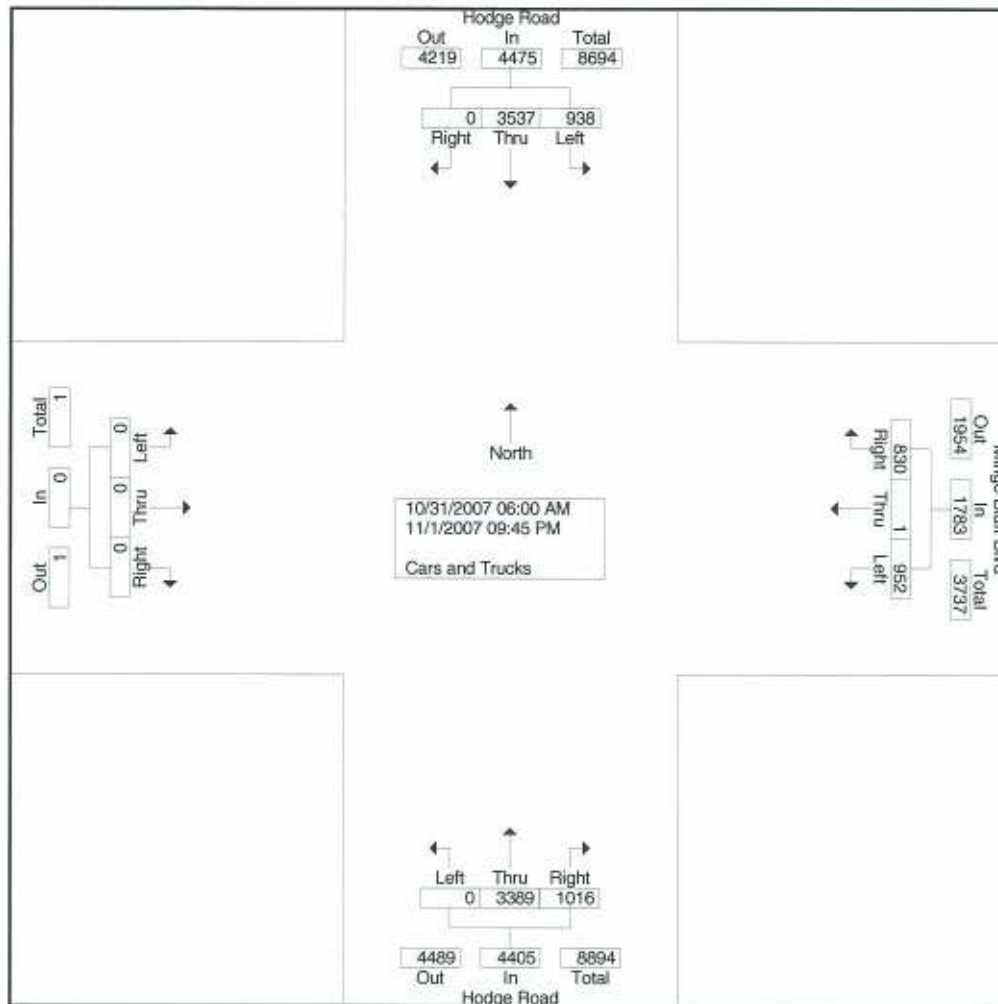 Hodge Road
Out In Total
4219 4475 8694
0 3537 938
Right Thru Left
Total 1
In 0
Out 1
0 Left
0 Thru
0 Right
North
10/31/2007 06:00 AM
11/1/2007 09:45 PM
Cars and Trucks
Right 830
Thru 1
Left 952
Out 1954
In 1783
Total 3737
Left Thru Right
0 3389 1016
4489 4405 8894
Out In Total
Hodge Road